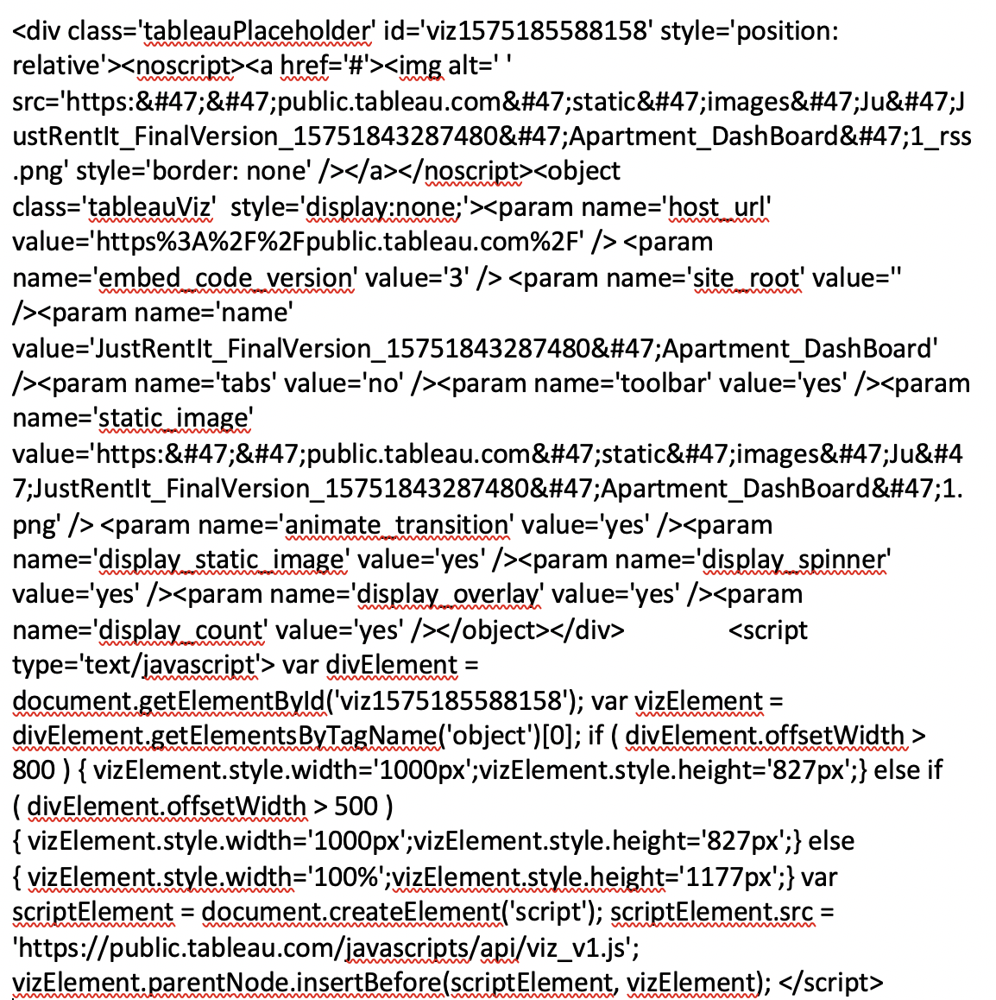 <div class='tableauPlaceholder' id='viz1575185588158' style='position:
relative'><noscript><a href='#'><img alt=' '
src='https:&#47;&#47;public.tableau.com&#47;static&#47;images&#47;Ju&#47;J
ustRentIt_FinalVersion_15751843287480&#47;Apartment_DashBoard&#47;1_rss
.png' style='border: none' /></a></noscript><object
class='tableauViz'  style='display:none;'><param name='host_url'
value='https%3A%2F%2Fpublic.tableau.com%2F' /> <param
name='embed_code_version' value='3' /> <param name='site_root' value=''
/><param name='name'
value='JustRentIt_FinalVersion_15751843287480&#47;Apartment_DashBoard'
/><param name='tabs' value='no' /><param name='toolbar' value='yes' /><param
name='static_image'
value='https:&#47;&#47;public.tableau.com&#47;static&#47;images&#47;Ju&#4
7;JustRentIt_FinalVersion_15751843287480&#47;Apartment_DashBoard&#47;1.
png' /> <param name='animate_transition' value='yes' /><param
name='display_static_image' value='yes' /><param name='display_spinner'
value='yes' /><param name='display_overlay' value='yes' /><param
name='display_count' value='yes' /></object></div>                <script
type='text/javascript'> var divElement =
document.getElementById('viz1575185588158'); var vizElement =
divElement.getElementsByTagName('object')[0]; if ( divElement.offsetWidth >
800 ) { vizElement.style.width='1000px';vizElement.style.height='827px';} else if
( divElement.offsetWidth > 500 )
{ vizElement.style.width='1000px';vizElement.style.height='827px';} else
{ vizElement.style.width='100%';vizElement.style.height='1177px';} var
scriptElement = document.createElement('script'); scriptElement.src =
'https://public.tableau.com/javascripts/api/viz_v1.js';
vizElement.parentNode.insertBefore(scriptElement, vizElement); </script>